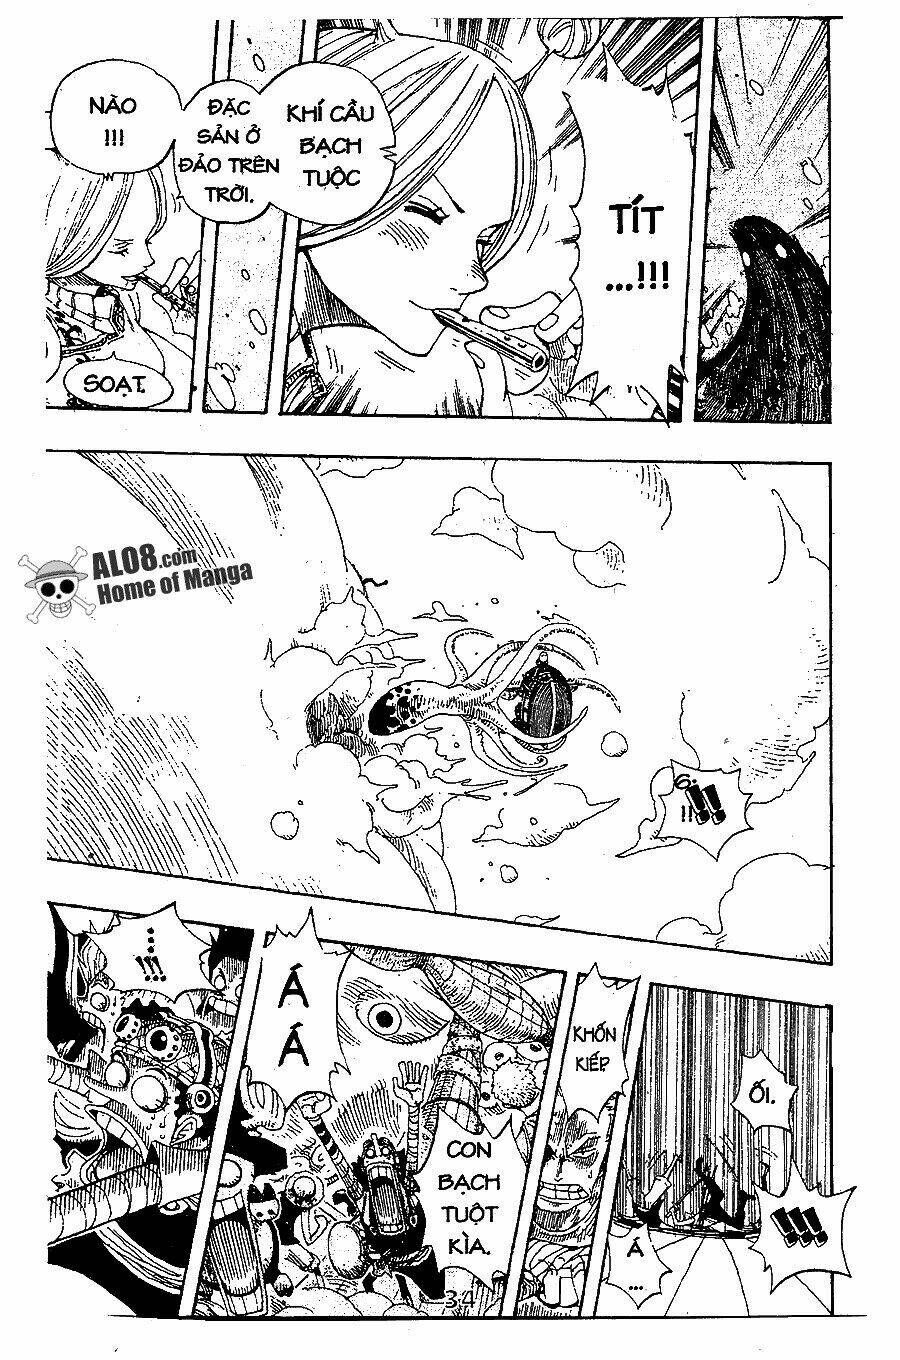 NÀO
!!!
ĐẶC
SẢN Ở
ĐẢO TRÊN
TRỜI.
KHÍ CẦU
BẠCH
TUỘC
TÍT
...!!!
SOẠT.
ALO8.com
Home of Manga
!!!
Á
Á
CON
BẠCH
TUỘT
KÌA.
KHỐN
KIẾP
ỐI.
!!!
Á
...
34